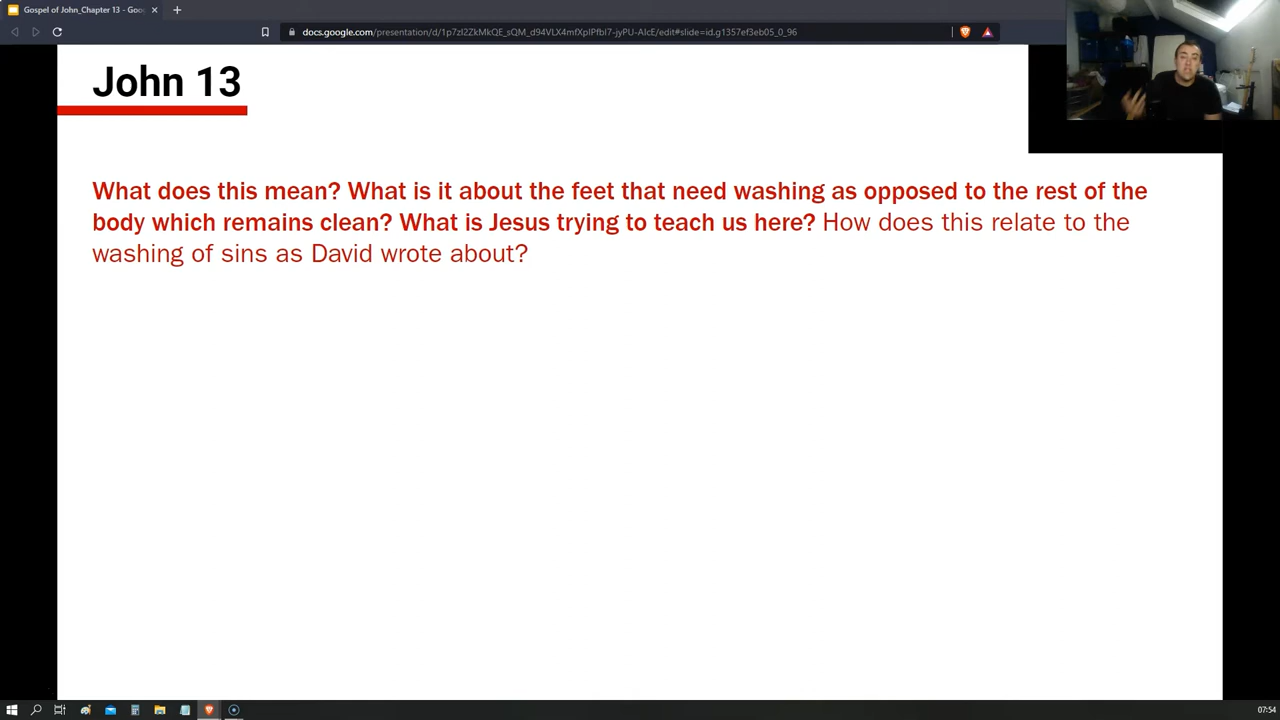 Gospel of John_Chapter 13 - Goo
docs.google.com/presentation/d/1p7zI2ZkMkQE_sQM_d94VLX4mfXpIPfbI7-jyPU-AIcE/edit#slide=id.g1357ef3eb05_0_96
John 13
What does this mean? What is it about the feet that need washing as opposed to the rest of the
body which remains clean? What is Jesus trying to teach us here? How does this relate to the
washing of sins as David wrote about?
07:54